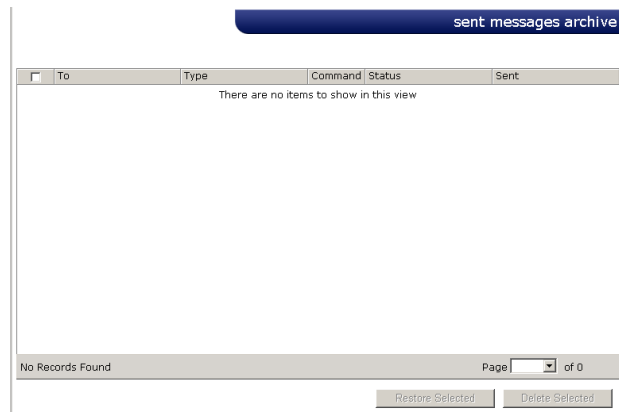 sent messages archive
To Type Command Status Sent
There are no items to show in this view
No Records Found Page of 0
Restore Selected Delete Selected